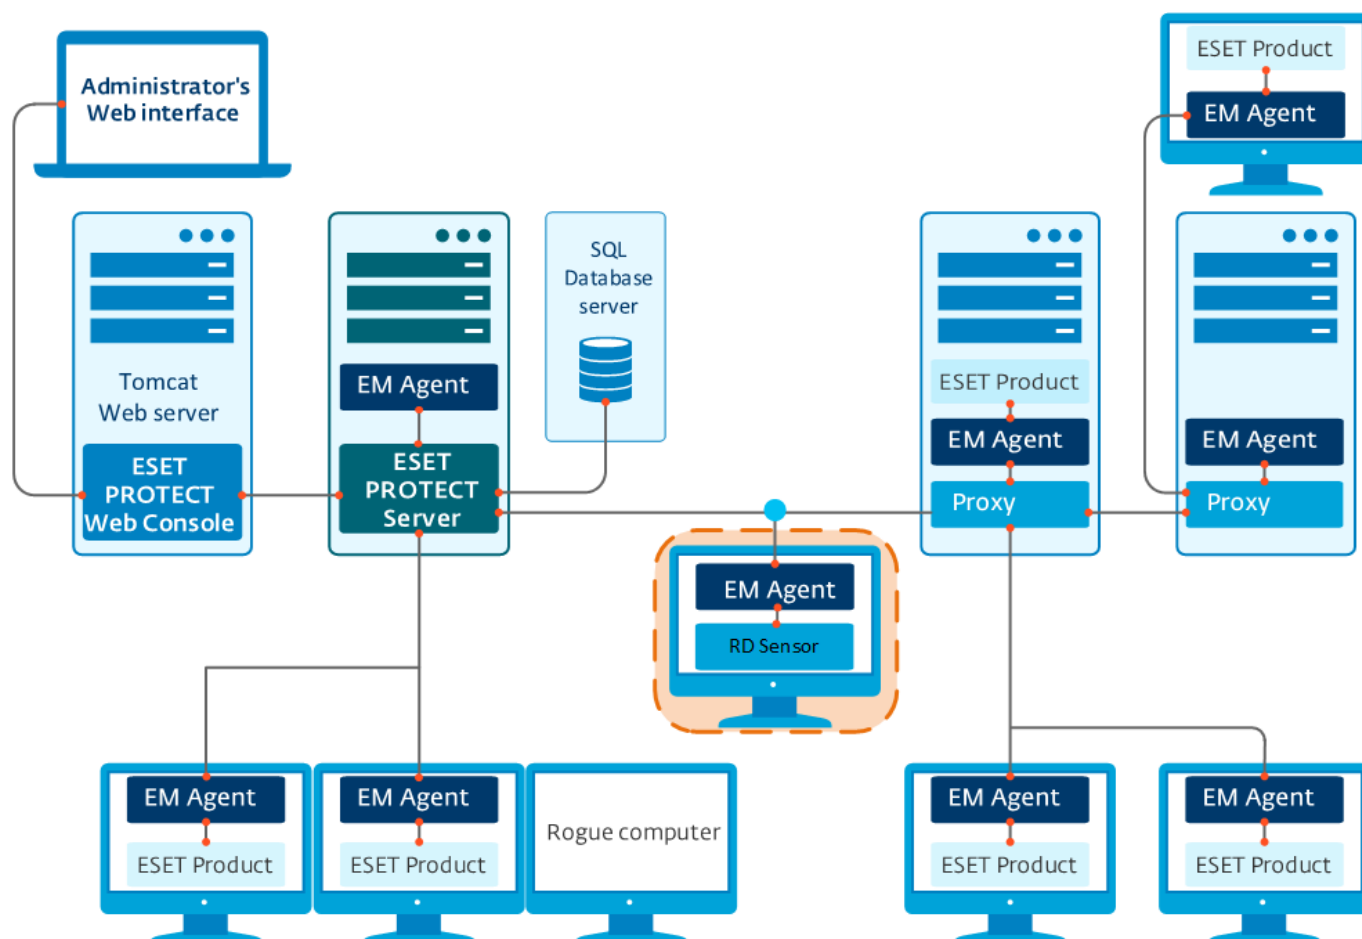 Administrator's
Web interface
ESET Product
EM Agent
Tomcat
Web server
ESET
PROTECT
Web Console
EM Agent
ESET
PROTECT
Server
SQL
Database
server
ESET Product
EM Agent
Proxy
EM Agent
Proxy
EM Agent
RD Sensor
EM Agent
ESET Product
EM Agent
ESET Product
Rogue computer
EM Agent
ESET Product
EM Agent
ESET Product